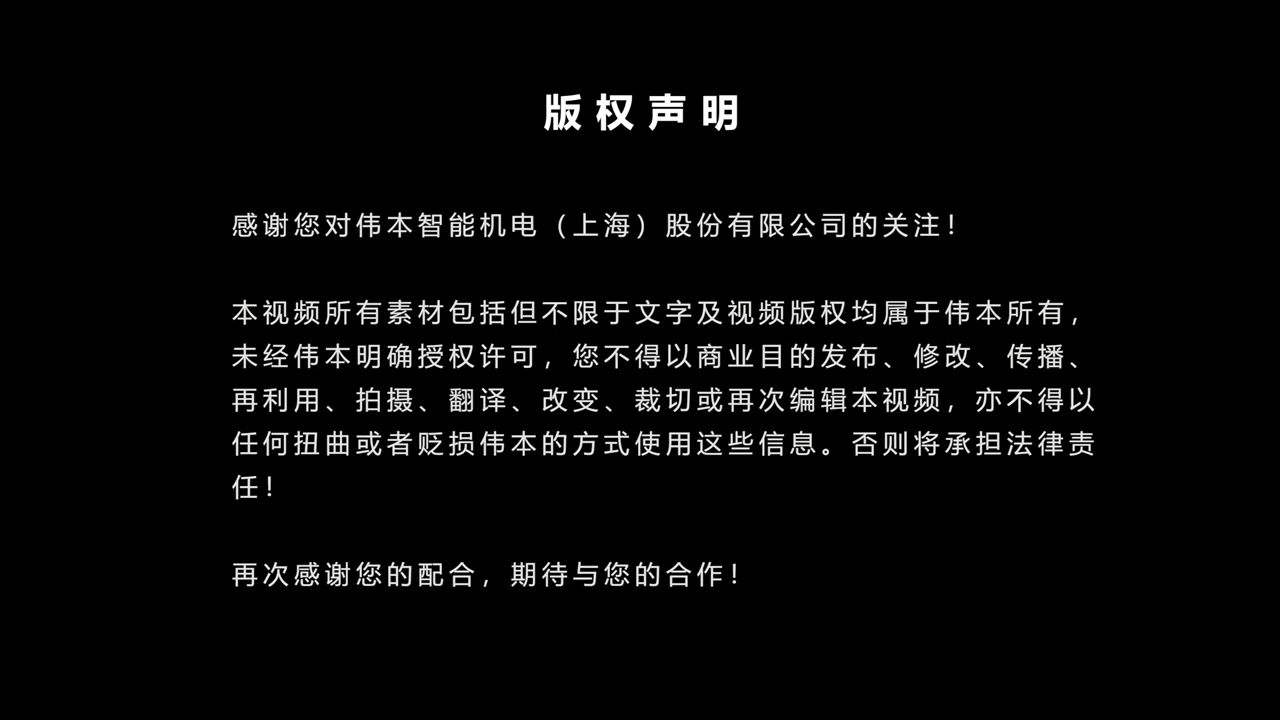 版权声明
感谢您对伟本智能机电（上海）股份有限公司的关注！
本视频所有素材包括但不限于文字及视频版权均属于伟本所有，
未经伟本明确授权许可，您不得以商业目的发布、修改、传播、
再利用、拍摄、翻译、改变、裁切或再次编辑本视频，亦不得以
任何扭曲或者贬损伟本的方式使用这些信息。否则将承担法律责
任！
再次感谢您的配合，期待与您的合作！